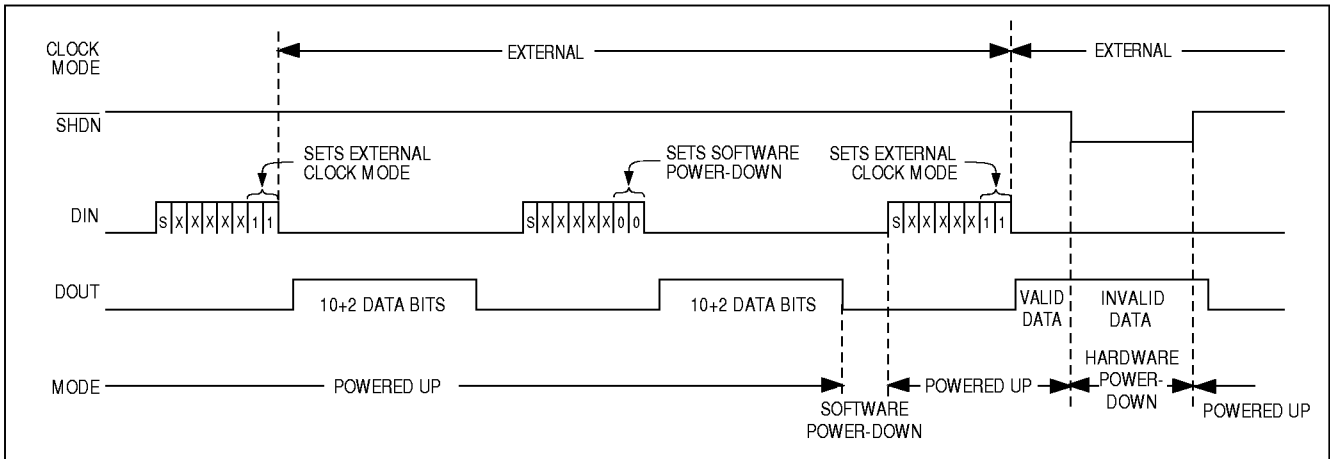 CLOCK
MODE
EXTERNAL
EXTERNAL
SHDN
SETS EXTERNAL
CLOCK MODE
SETS SOFTWARE
POWER-DOWN
SETS EXTERNAL
CLOCK MODE
DIN
S X X X X X 1 1
S X X X X X 0 0
S X X X X X 1 1
DOUT
10+2 DATA BITS
10+2 DATA BITS
VALID
DATA
INVALID
DATA
MODE
POWERED UP
SOFTWARE
POWER-DOWN
POWERED UP
HARDWARE
POWER-
DOWN
POWERED UP